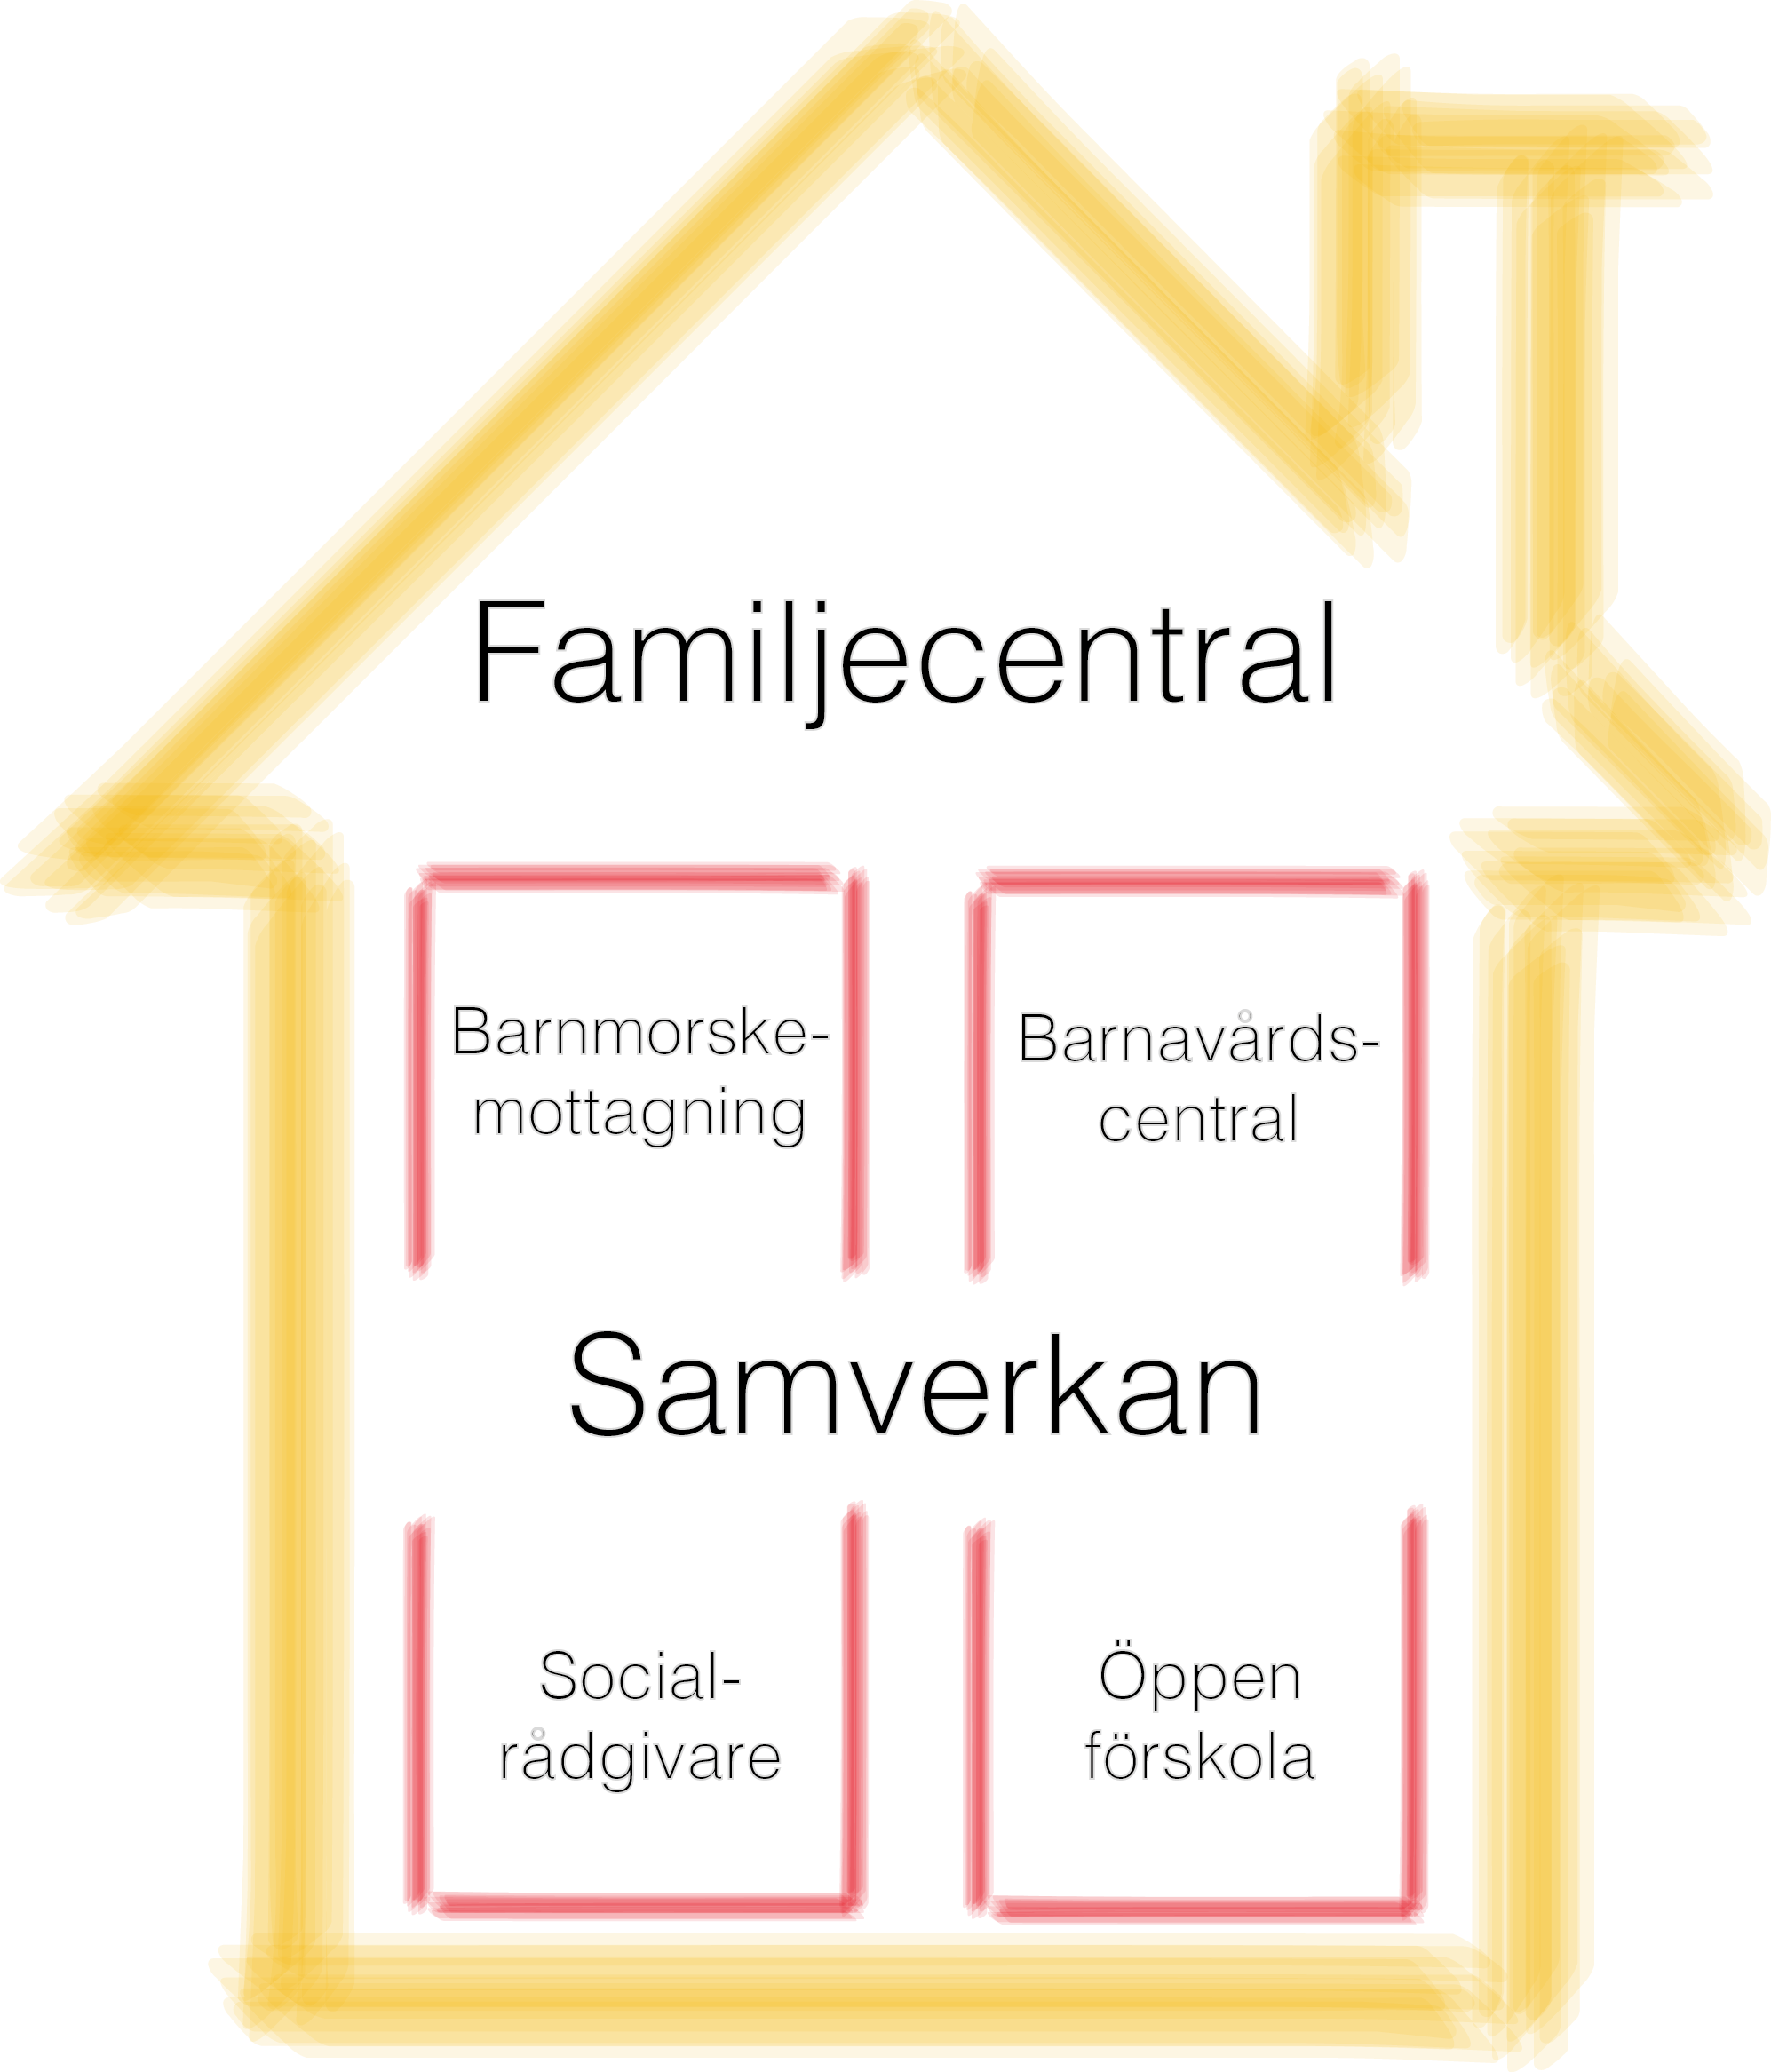 Familjecentral
Barnmorske-
mottagning
Barnavårds-
central
Samverkan
Social-
rådgivare
Öppen
förskola